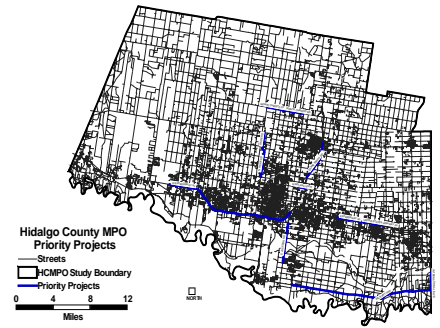 Hidalgo County MPO
Priority Projects
Streets
HCMPO Study Boundary
Priority Projects
0 4 8 12
Miles
NORTH